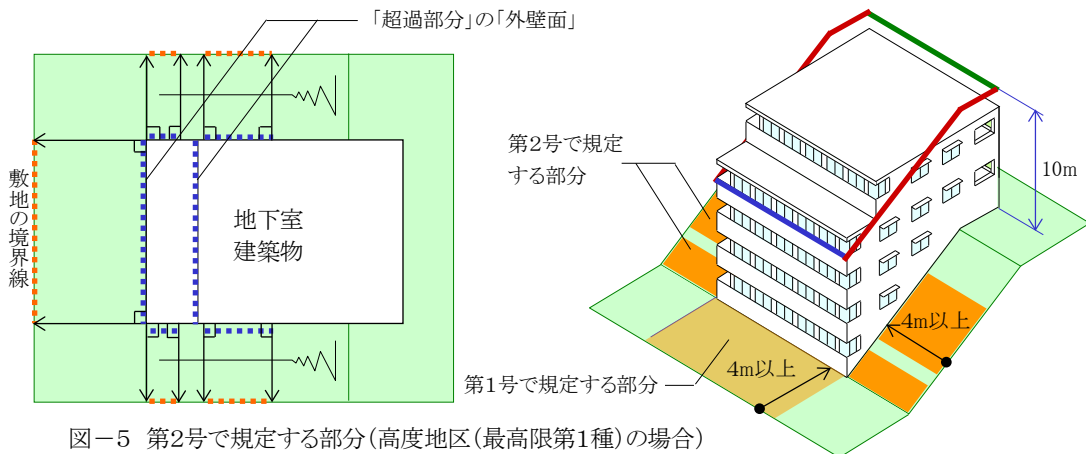 「超過部分」の「外壁面」
敷地の境界線
地下室
建築物
第2号で規定
する部分
10m
4m以上
第1号で規定する部分
4m以上
図－5 第2号で規定する部分(高度地区(最高限第1種)の場合)